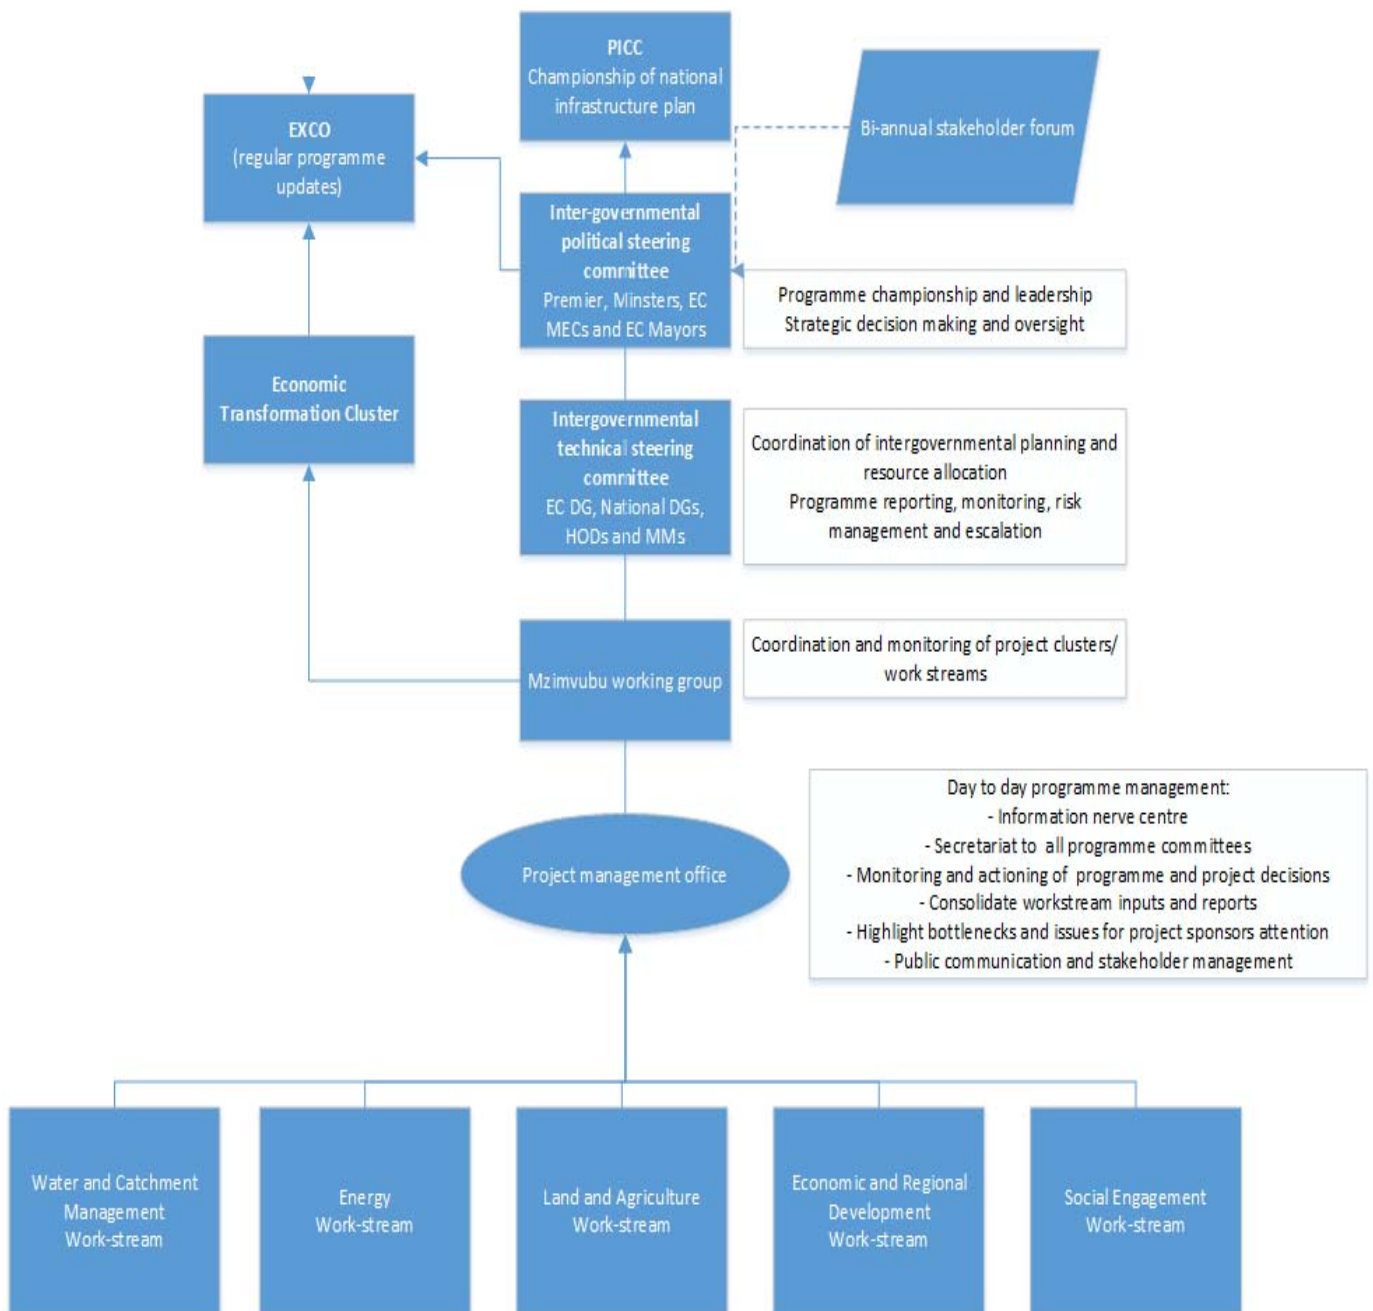 PICC
Championship of national
infrastructure plan
EXCO
(regular programme
updates)
Bi-annual stakeholder forum
Inter-governmental
political steering
committee
Premier, Minsters, EC
MECs and EC Mayors
Programme championship and leadership
Strategic decision making and oversight
Economic
Transformation Cluster
Intergovernmental
technical steering
committee
EC DG, National DGs,
HODs and MMs
Coordination of intergovernmental planning and
resource allocation
Programme reporting, monitoring, risk
management and escalation
Mzimvubu working group
Coordination and monitoring of project clusters/
work streams
Project management office
Day to day programme management:
- Information nerve centre
- Secretariat to all programme committees
- Monitoring and actioning of programme and project decisions
- Consolidate workstream inputs and reports
- Highlight bottlenecks and issues for project sponsors attention
- Public communication and stakeholder management
Water and Catchment
Management
Work-stream
Energy
Work-stream
Land and Agriculture
Work-stream
Economic and Regional
Development
Work-stream
Social Engagement
Work-stream